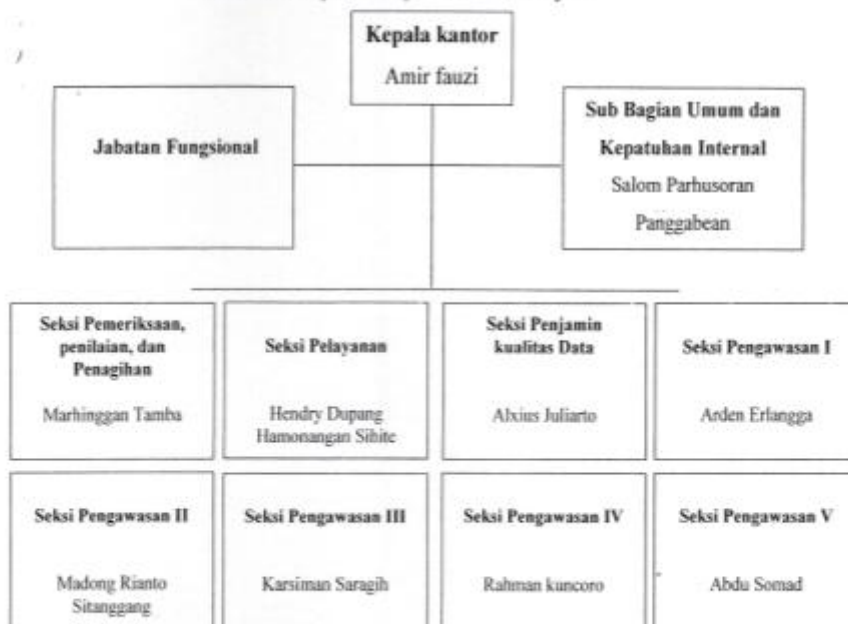 Kepala kantor
Amir fauzi
Jabatan Fungsional
Sub Bagian Umum dan
Kepatuhan Internal
Salom Parhusoran
Panggabean
Seksi Pemeriksaan,
penilaian, dan
Penagihan
Marhinggan Tamba
Seksi Pelayanan
Hendry Dupang
Hamonangan Sihite
Seksi Penjamin
kualitas Data
Alxius Juliarto
Seksi Pengawasan I
Arden Erlangga
Seksi Pengawasan II
Madong Rianto
Sitanggang
Seksi Pengawasan III
Karsiman Saragih
Seksi Pengawasan IV
Rahman kuncoro
Seksi Pengawasan V
Abdu Somad